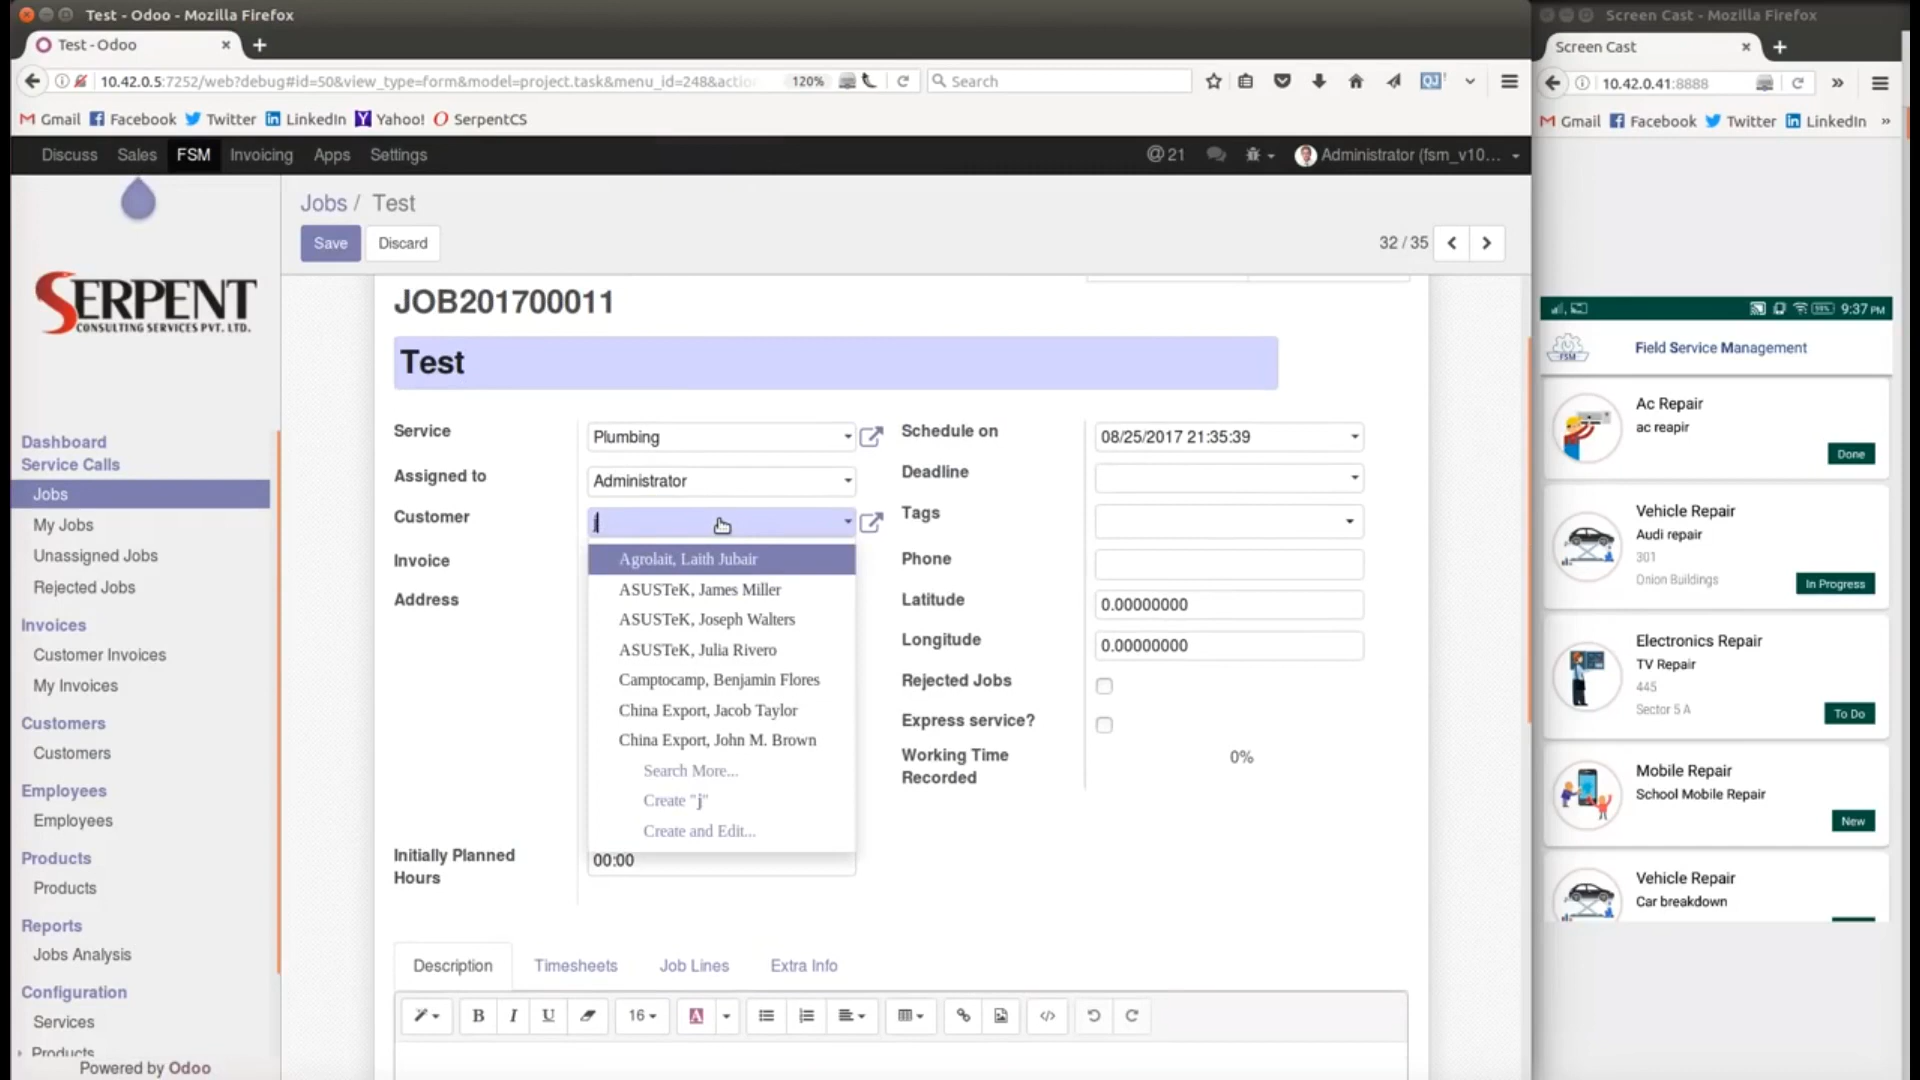 Test - Odoo - Mozilla Firefox
Test - Odoo
10.42.0.5:7252/web?debug#id=50&view_type=form&model=project.task&menu_id=248&actio
120%
Search
Gmail Facebook Twitter LinkedIn Yahoo! SerpentCS
Discuss Sales FSM Invoicing Apps Settings
@ 21
Administrator (fsm_v10...
SERPENT
CONSULTING SERVICES PVT. LTD.
Dashboard
Service Calls
Jobs
My Jobs
Unassigned Jobs
Rejected Jobs
Invoices
Customer Invoices
My Invoices
Customers
Customers
Employees
Employees
Products
Products
Reports
Jobs Analysis
Configuration
Services
Products
Powered by Odoo
Jobs / Test
Save Discard
32 / 35
JOB201700011
Test
Service
Plumbing
Assigned to
Administrator
Customer
j
Agrolait, Laith Jubair
ASUSTeK, James Miller
ASUSTeK, Joseph Walters
ASUSTeK, Julia Rivero
Camptocamp, Benjamin Flores
China Export, Jacob Taylor
China Export, John M. Brown
Search More...
Create "j"
Create and Edit...
Invoice
Address
Initially Planned
Hours
00:00
Schedule on
08/25/2017 21:35:39
Deadline
Tags
Phone
Latitude
0.00000000
Longitude
0.00000000
Rejected Jobs
Express service?
Working Time
Recorded
0%
Description Timesheets Job Lines Extra Info
B I U 16 A
Screen Cast - Mozilla Firefox
Screen Cast
10.42.0.41:8888
Gmail Facebook Twitter LinkedIn
9:37 PM
FSM
Field Service Management
Ac Repair
ac reapir
Done
Vehicle Repair
Audi repair
301
Onion Buildings
In Progress
Electronics Repair
TV Repair
445
Sector 5 A
To Do
Mobile Repair
School Mobile Repair
New
Vehicle Repair
Car breakdown